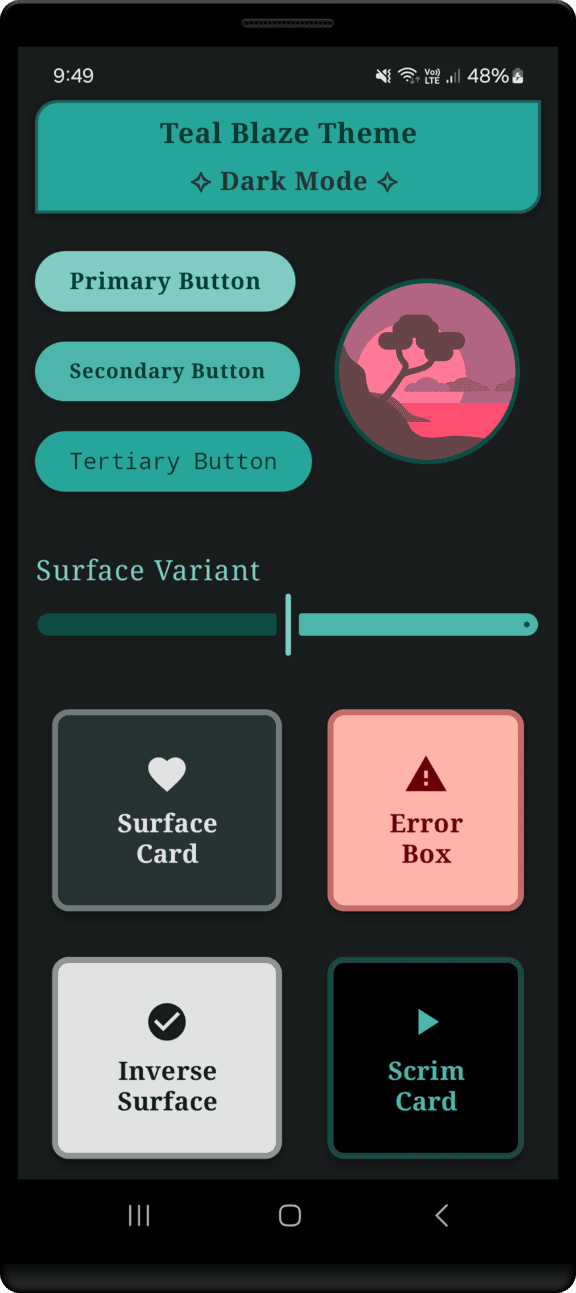 9:49
Vo)) LTE
48%
Teal Blaze Theme
✧ Dark Mode ✧
Primary Button
Secondary Button
Tertiary Button
Surface Variant
Surface
Card
Error
Box
Inverse
Surface
Scrim
Card